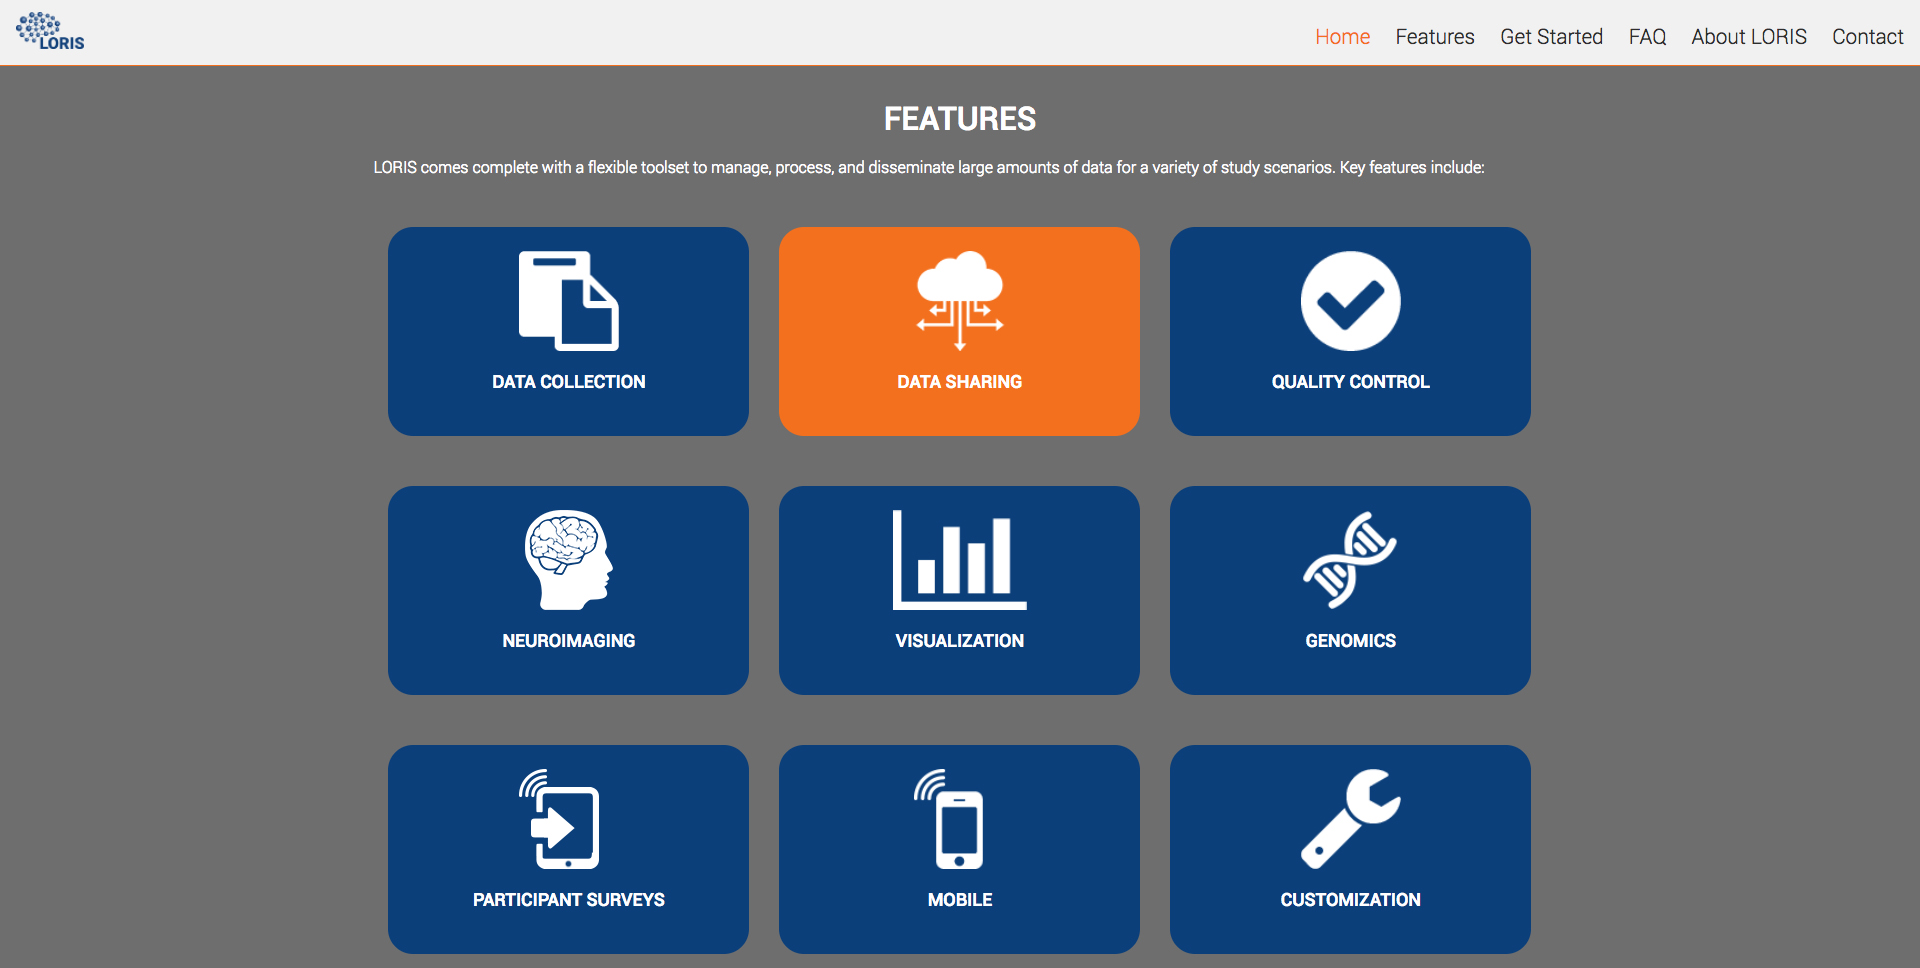 LORIS
Home Features Get Started FAQ About LORIS Contact
FEATURES
LORIS comes complete with a flexible toolset to manage, process, and disseminate large amounts of data for a variety of study scenarios. Key features include:
DATA COLLECTION
DATA SHARING
QUALITY CONTROL
NEUROIMAGING
VISUALIZATION
GENOMICS
PARTICIPANT SURVEYS
MOBILE
CUSTOMIZATION